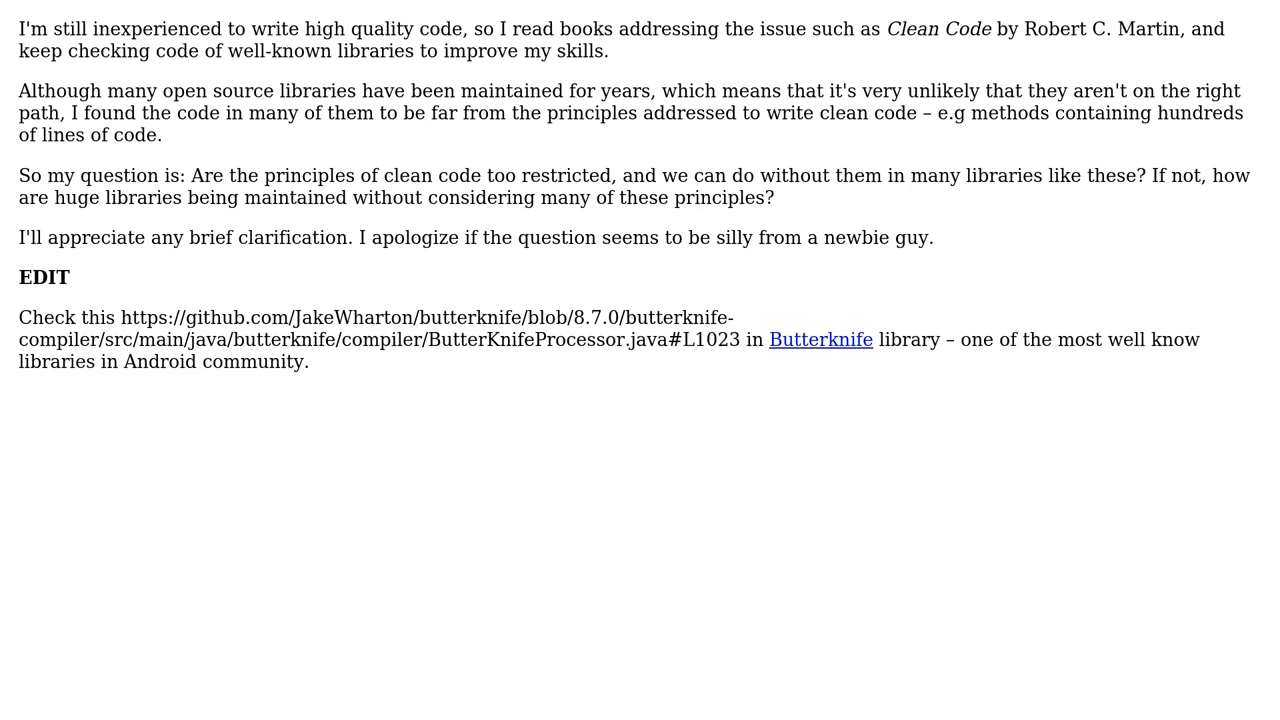 I'm still inexperienced to write high quality code, so I read books addressing the issue such as Clean Code by Robert C. Martin, and
keep checking code of well-known libraries to improve my skills.
Although many open source libraries have been maintained for years, which means that it's very unlikely that they aren't on the right
path, I found the code in many of them to be far from the principles addressed to write clean code – e.g methods containing hundreds
of lines of code.
So my question is: Are the principles of clean code too restricted, and we can do without them in many libraries like these? If not, how
are huge libraries being maintained without considering many of these principles?
I'll appreciate any brief clarification. I apologize if the question seems to be silly from a newbie guy.
EDIT
Check this https://github.com/JakeWharton/butterknife/blob/8.7.0/butterknife-
compiler/src/main/java/butterknife/compiler/ButterKnifeProcessor.java#L1023 in Butterknife library – one of the most well know
libraries in Android community.